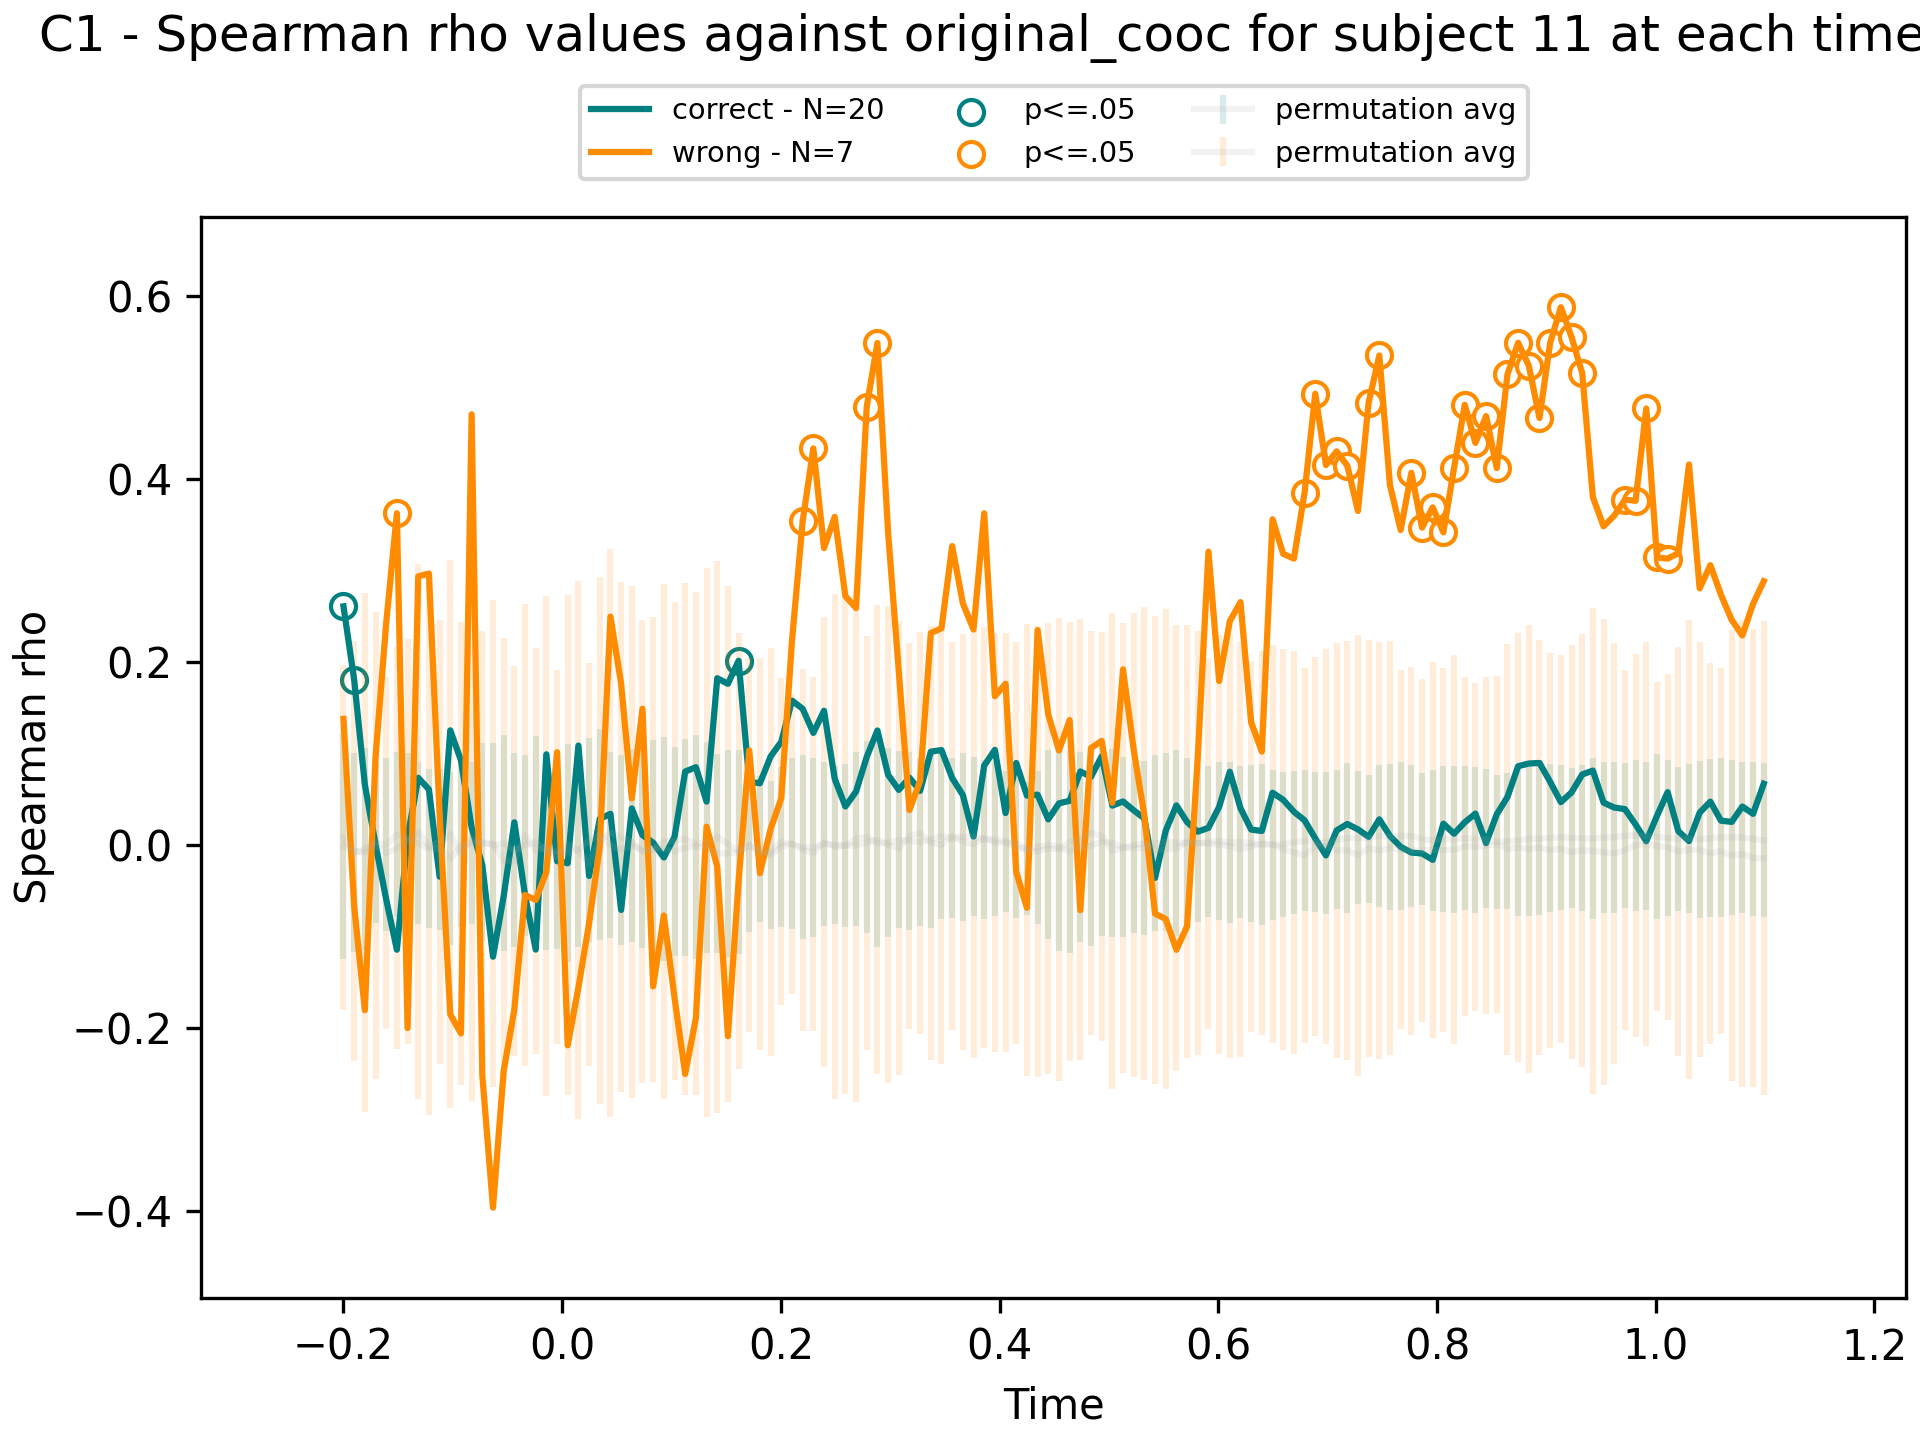 C1 - Spearman rho values against original_cooc for subject 11 at each time
correct - N=20 p<=.05 permutation avg
wrong - N=7 p<=.05 permutation avg
0.6
0.4
0.2
0.0
−0.2
−0.4
Spearman rho
−0.2 0.0 0.2 0.4 0.6 0.8 1.0 1.2
Time